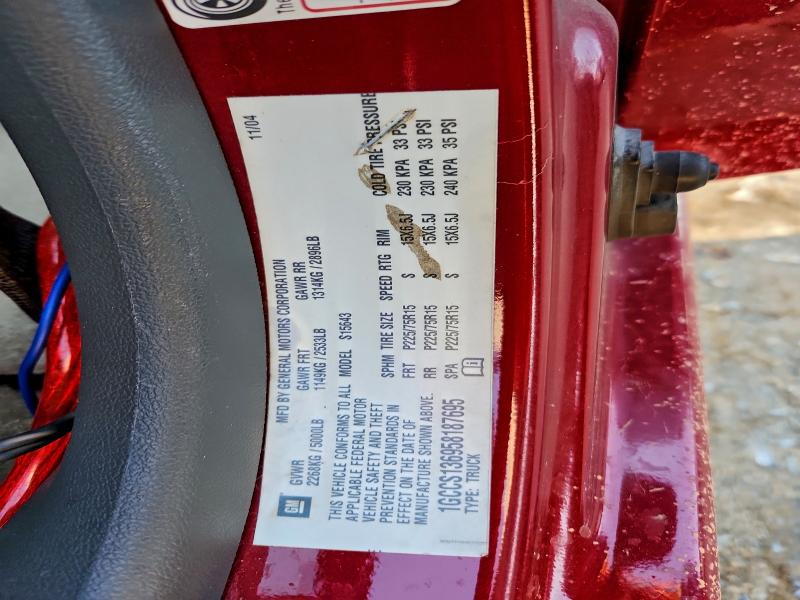 The
11/04
MFD BY GENERAL MOTORS CORPORATION
GM
GVWR GAWR FRT GAWR RR
2268KG / 5000LB 1149KG / 2533LB 1314KG / 2896LB
THIS VEHICLE CONFORMS TO ALL MODEL S15643
APPLICABLE FEDERAL MOTOR
VEHICLE SAFETY AND THEFT
PREVENTION STANDARDS IN
EFFECT ON THE DATE OF
MANUFACTURE SHOWN ABOVE.
SPHM TIRE SIZE SPEED RTG RIM COLD TIRE PRESSURE
FRT P225/75R15 S 15X6.5J 230 KPA 33 PSI
RR P225/75R15 S 15X6.5J 230 KPA 33 PSI
SPA P225/75R15 S 15X6.5J 240 KPA 35 PSI
1GCCS136958187695
TYPE: TRUCK